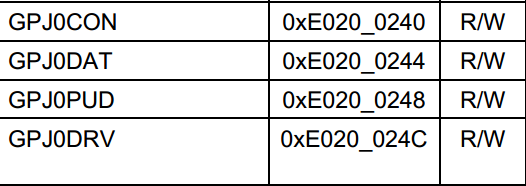 GPJ0CON 0xE020_0240 R/W
GPJ0DAT 0xE020_0244 R/W
GPJ0PUD 0xE020_0248 R/W
GPJ0DRV 0xE020_024C R/W